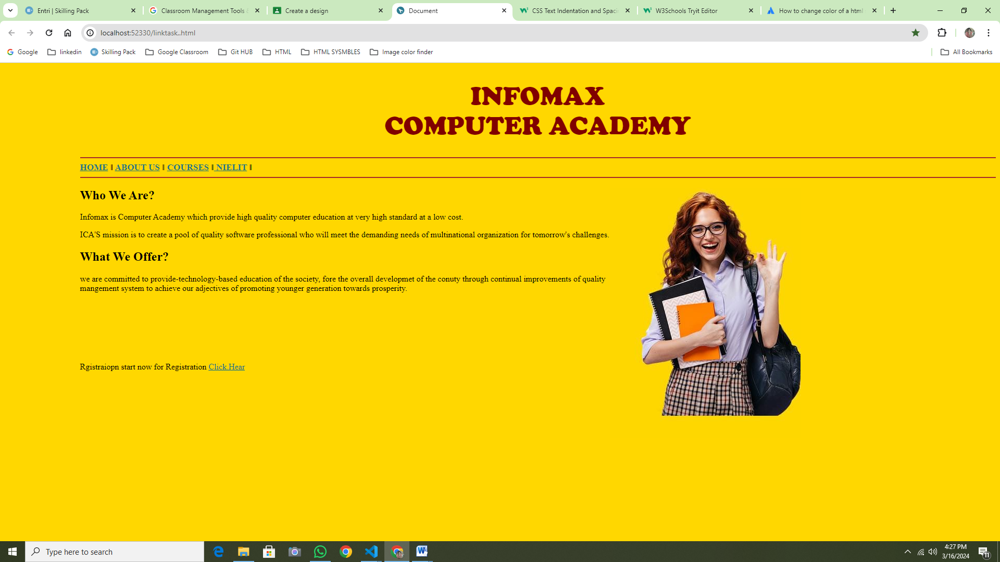 Entri | Skilling Pack
Classroom Management Tools &
Create a design
Document
CSS Text Indentation and Spacin
W3Schools Tryit Editor
How to change color of a html
localhost:52330/linktask..html
Google
linkedin
Skilling Pack
Google Classroom
Git HUB
HTML
HTML SYSMBLES
Image color finder
All Bookmarks
INFOMAX
COMPUTER ACADEMY
HOME || ABOUT US || COURSES || NIELIT ||
Who We Are?
Infomax is Computer Academy which provide high quality computer education at very high standard at a low cost.
ICA'S mission is to create a pool of quality software professional who will meet the demanding needs of multinational organization for tomorrow's challenges.
What We Offer?
we are committed to provide-technology-based education of the society, fore the overall developmet of the conuty through continual improvements of quality
mangement system to achieve our adjectives of promoting younger generation towards prosperity.
Rgistraiopn start now for Registration Click.Hear
Type here to search
4:27 PM
3/16/2024
11